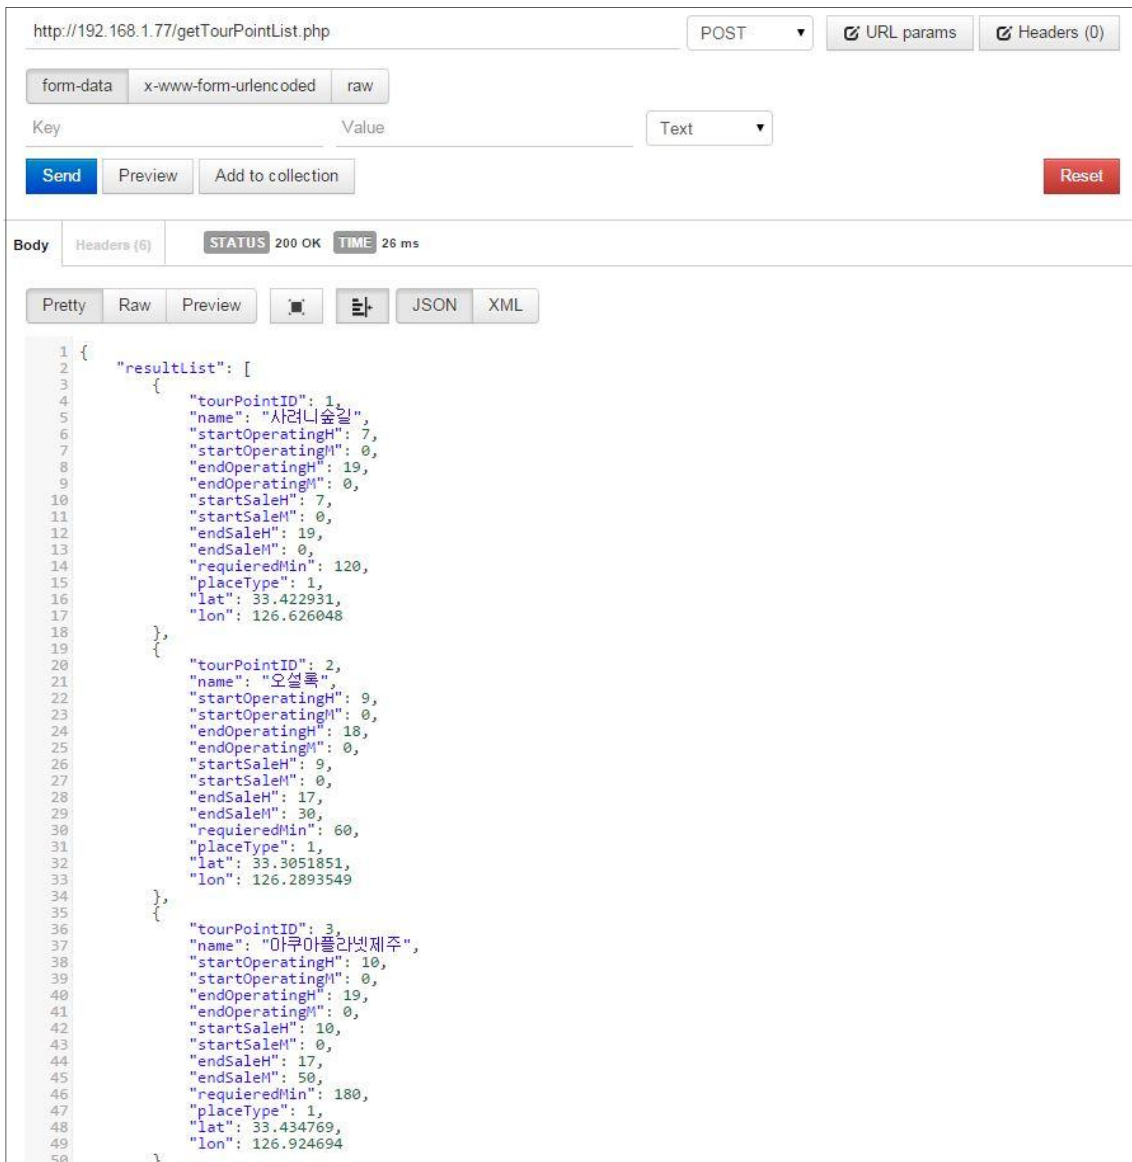 http://192.168.1.77/getTourPointList.php POST URL params Headers (0)
form-data x-www-form-urlencoded raw
Key Value Text
Send Preview Add to collection Reset
Body Headers (6) STATUS 200 OK TIME 26 ms
Pretty Raw Preview JSON XML
1 {
2 "resultList": [
3 {
4 "tourPointID": 1,
5 "name": "사려니숲길",
6 "startOperatingH": 7,
7 "startOperatingM": 0,
8 "endOperatingH": 19,
9 "endOperatingM": 0,
10 "startSaleH": 7,
11 "startSaleM": 0,
12 "endSaleH": 19,
13 "endSaleM": 0,
14 "requieredMin": 120,
15 "placeType": 1,
16 "lat": 33.422931,
17 "lon": 126.626048
18 },
19 {
20 "tourPointID": 2,
21 "name": "오설록",
22 "startOperatingH": 9,
23 "startOperatingM": 0,
24 "endOperatingH": 18,
25 "endOperatingM": 0,
26 "startSaleH": 9,
27 "startSaleM": 0,
28 "endSaleH": 17,
29 "endSaleM": 30,
30 "requieredMin": 60,
31 "placeType": 1,
32 "lat": 33.3051851,
33 "lon": 126.2893549
34 },
35 {
36 "tourPointID": 3,
37 "name": "아쿠아플라넷제주",
38 "startOperatingH": 10,
39 "startOperatingM": 0,
40 "endOperatingH": 19,
41 "endOperatingM": 0,
42 "startSaleH": 10,
43 "startSaleM": 0,
44 "endSaleH": 17,
45 "endSaleM": 50,
46 "requieredMin": 180,
47 "placeType": 1,
48 "lat": 33.434769,
49 "lon": 126.924694
50 }